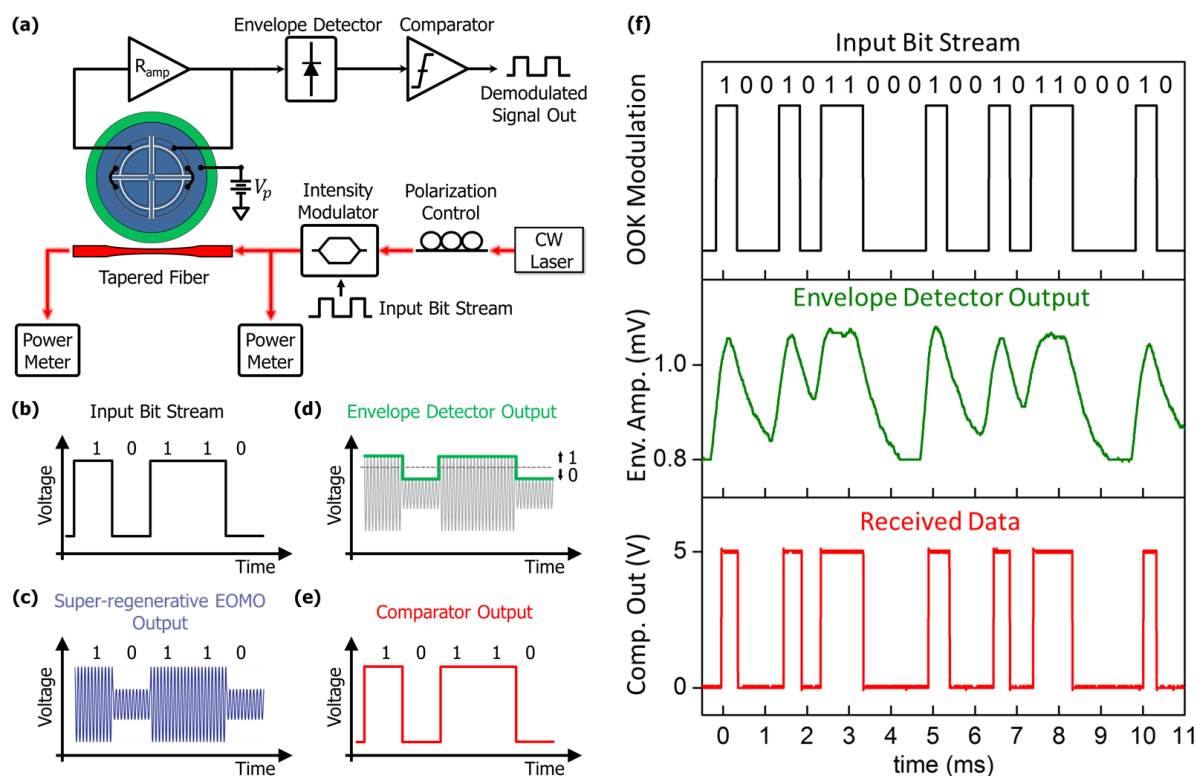 (a)
Envelope Detector
Comparator
R_amp
Demodulated
Signal Out
V_p
Intensity
Modulator
Polarization
Control
CW
Laser
Tapered Fiber
Input Bit Stream
Power
Meter
Power
Meter
(b)
Input Bit Stream
1 0 1 1 0
Voltage
Time
(c)
Super-regenerative EOMO
Output
1 0 1 1 0
Voltage
Time
(d)
Envelope Detector Output
1
0
Voltage
Time
(e)
Comparator Output
1 0 1 1 0
Voltage
Time
(f)
Input Bit Stream
OOK Modulation
1 0 0 1 0 1 1 0 0 0 1 0 0 1 0 1 1 0 0 0 1 0
Envelope Detector Output
Env. Amp. (mV)
1.0
0.8
Received Data
Comp. Out (V)
5
0
0 1 2 3 4 5 6 7 8 9 10 11
time (ms)